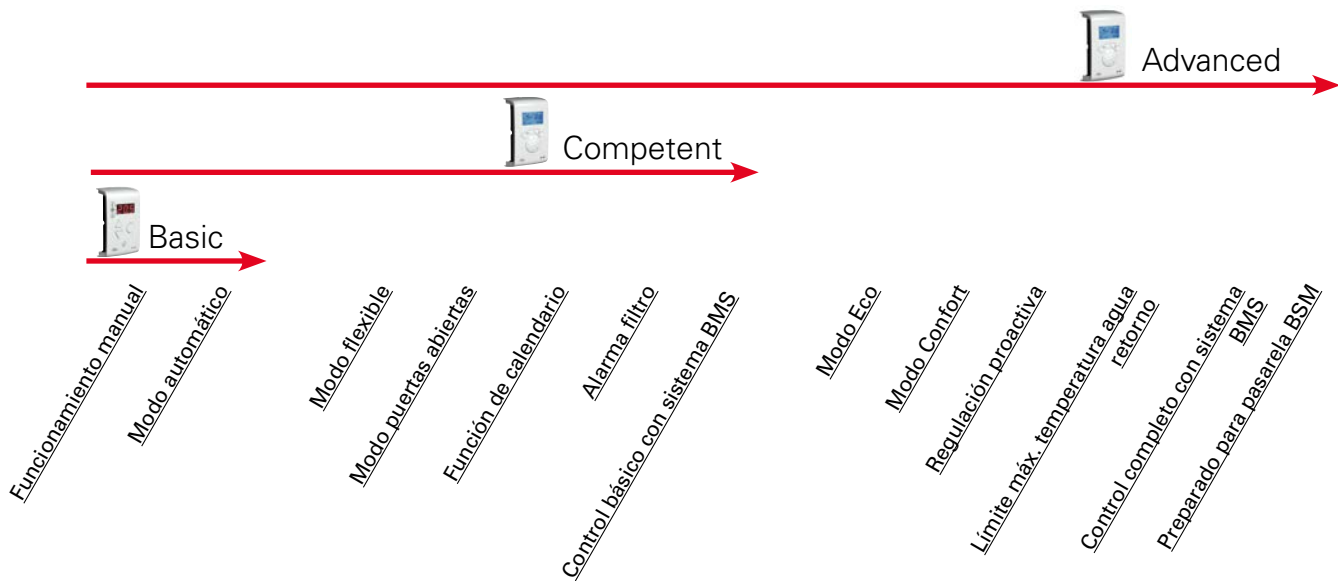 Advanced
Competent
Basic
Funcionamiento manual
Modo automático
Modo flexible
Modo puertas abiertas
Función de calendario
Alarma filtro
Control básico con sistema BMS
Modo Eco
Modo Confort
Regulación proactiva
Límite máx. temperatura agua
retorno
Control completo con sistema
BMS
Preparado para pasarela BSM